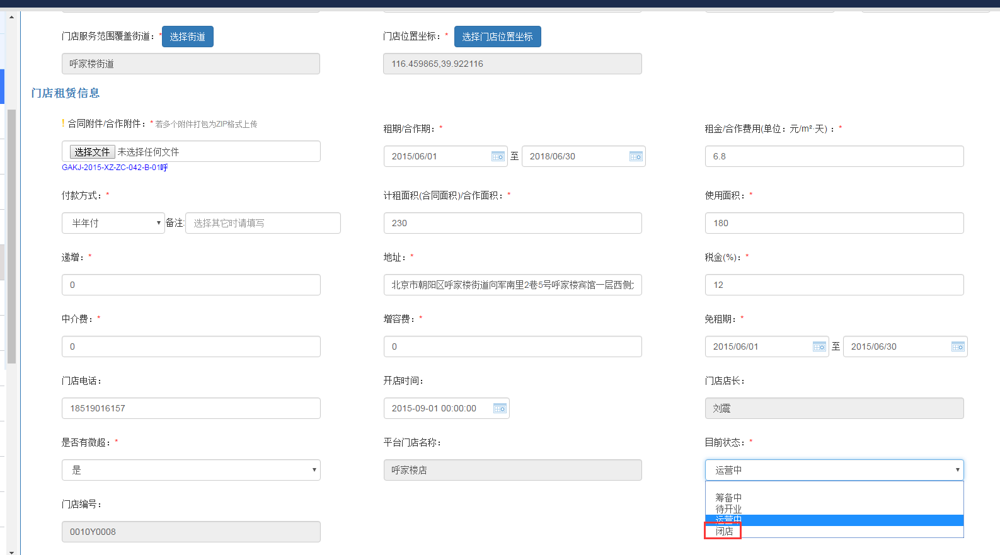 门店服务范围覆盖街道：* 选择街道
门店位置坐标：* 选择门店位置坐标
呼家楼街道
116.459865,39.922116
门店租赁信息
! 合同附件/合作附件：* 若多个附件打包为ZIP格式上传
租期/合作期：*
租金/合作费用(单位：元/m²·天)：*
选择文件 未选择任何文件
2015/06/01 至 2018/06/30
6.8
GAKJ-2015-XZ-ZC-042-B-01呼
付款方式：*
计租面积(合同面积)/合作面积：*
使用面积：*
半年付 备注: 选择其它时请填写
230
180
递增：*
地址：*
税金(%)：*
0
北京市朝阳区呼家楼街道向军南里2巷5号呼家楼宾馆一层西侧
12
中介费：*
增容费：*
免租期：*
0
0
2015/06/01 至 2015/06/30
门店电话：
开店时间：
门店店长：
18519016157
2015-09-01 00:00:00
刘震
是否有微超：*
平台门店名称：
目前状态：*
是
呼家楼店
运营中
门店编号：
筹备中
待开业
运营中
闭店
0010Y0008